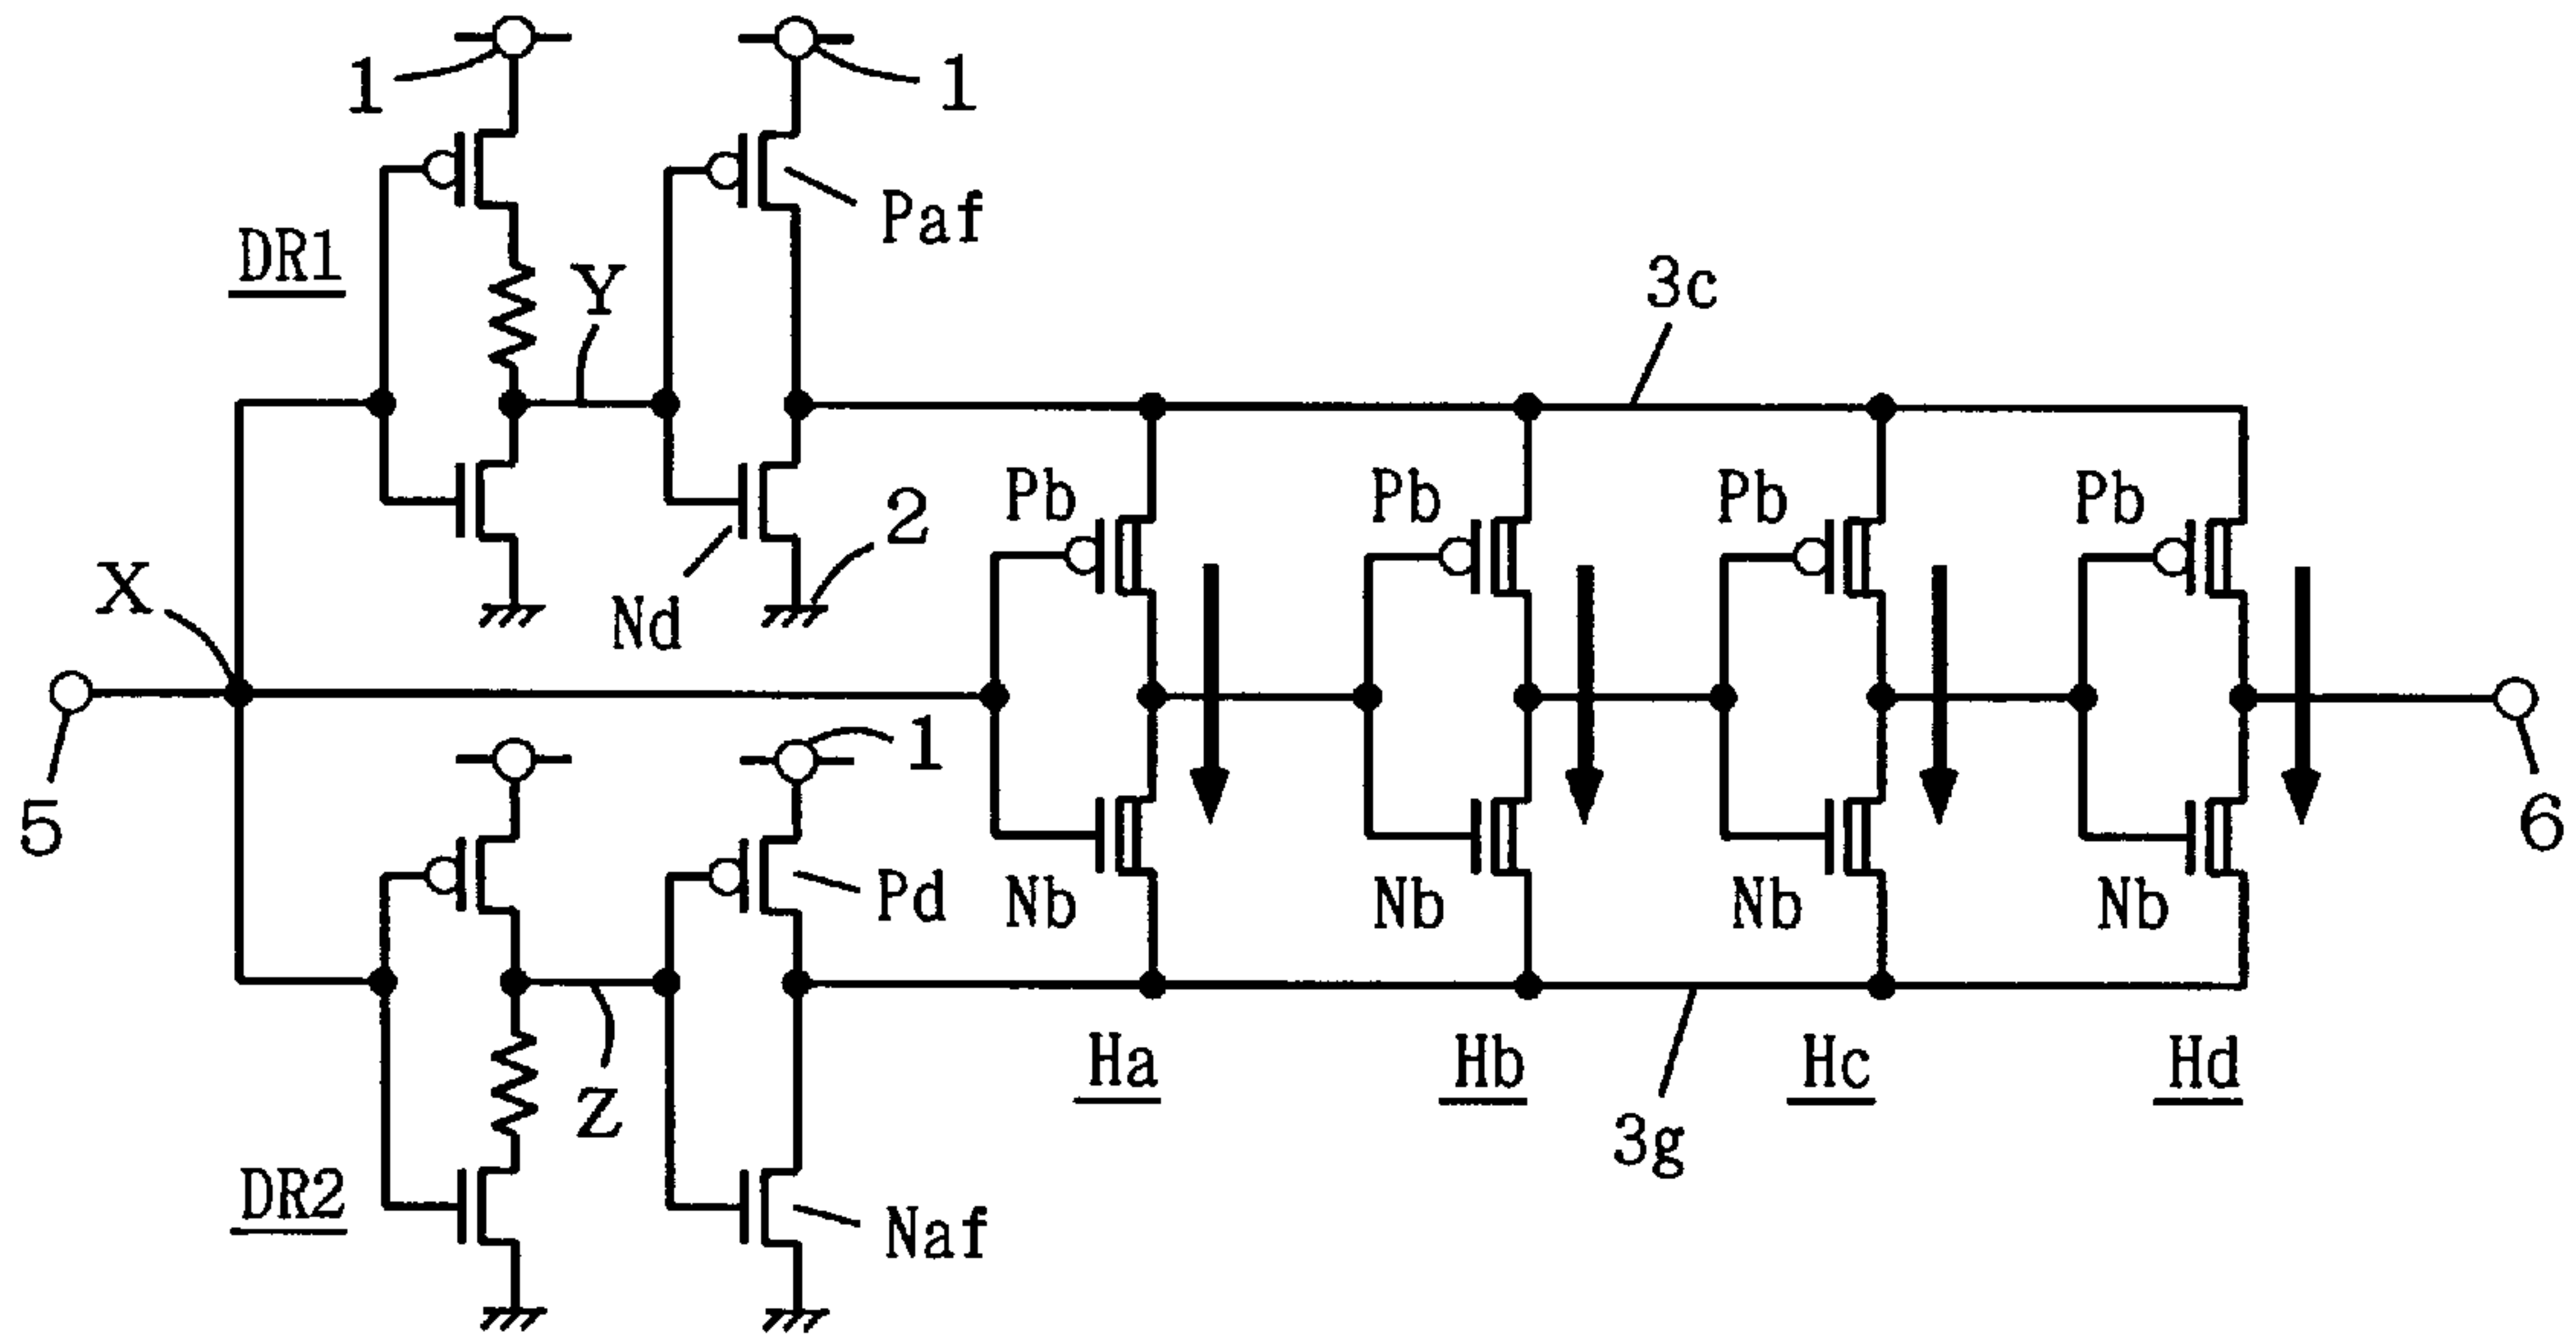 1 1
Paf
DR1
Y
3c
Pb Pb Pb Pb
2
X
Nd
1
5
6
Pd
Nb Nb Nb Nb
Ha Hb Hc Hd
Z
3g
DR2
Naf